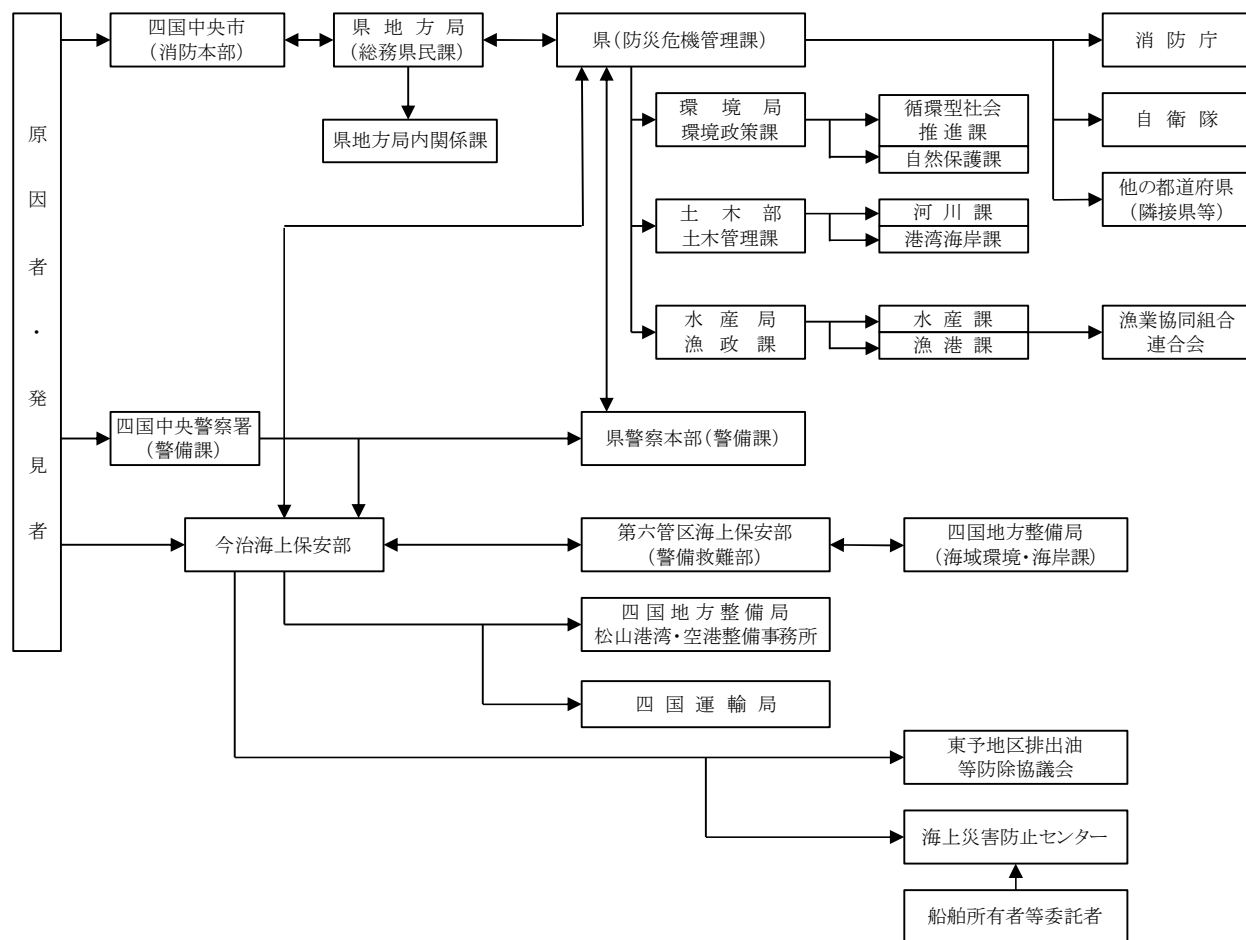 原因者・発見者
四国中央市
（消防本部）
県地方局
（総務県民課）
県（防災危機管理課）
消防庁
県地方局内関係課
環境局
環境政策課
循環型社会
推進課
自然保護課
自衛隊
他の都道府県
（隣接県等）
土木部
土木管理課
河川課
港湾海岸課
水産局
漁政課
水産課
漁港課
漁業協同組合
連合会
四国中央警察署
（警備課）
県警察本部（警備課）
今治海上保安部
第六管区海上保安部
（警備救難部）
四国地方整備局
（海域環境・海岸課）
四国地方整備局
松山港湾・空港整備事務所
四国運輸局
東予地区排出油
等防除協議会
海上災害防止センター
船舶所有者等委託者